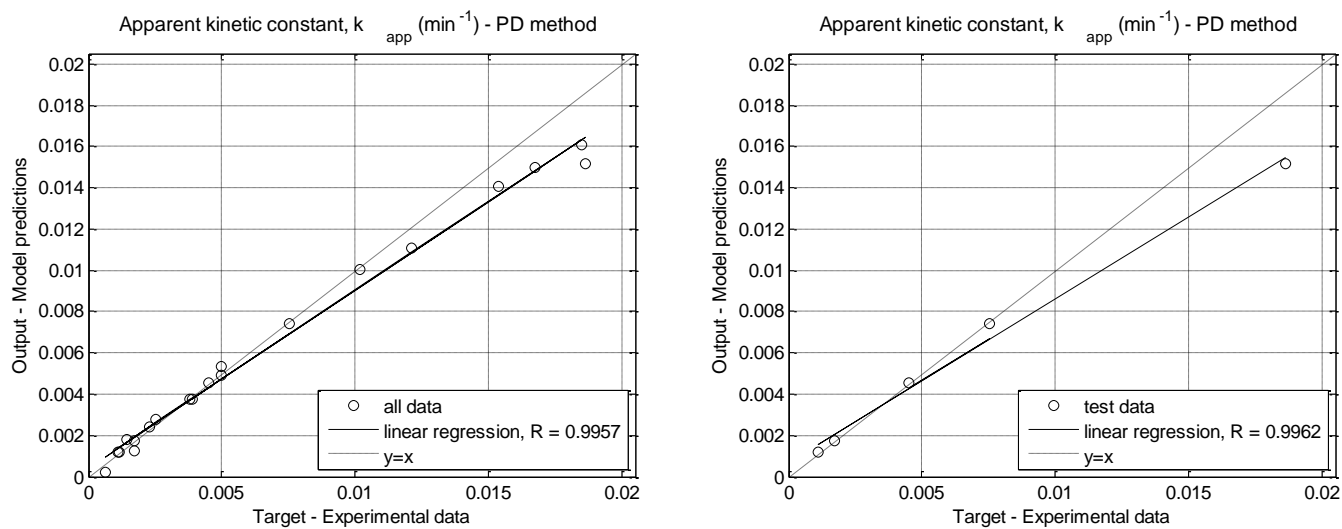 Apparent kinetic constant, k app (min -1) - PD method
0.02
0.018
0.016
0.014
0.012
0.01
0.008
0.006
0.004
0.002
0
Output - Model predictions
all data
linear regression, R = 0.9957
y=x
0 0.005 0.01 0.015 0.02
Target - Experimental data
Apparent kinetic constant, k app (min -1) - PD method
0.02
0.018
0.016
0.014
0.012
0.01
0.008
0.006
0.004
0.002
0
Output - Model predictions
test data
linear regression, R = 0.9962
y=x
0 0.005 0.01 0.015 0.02
Target - Experimental data